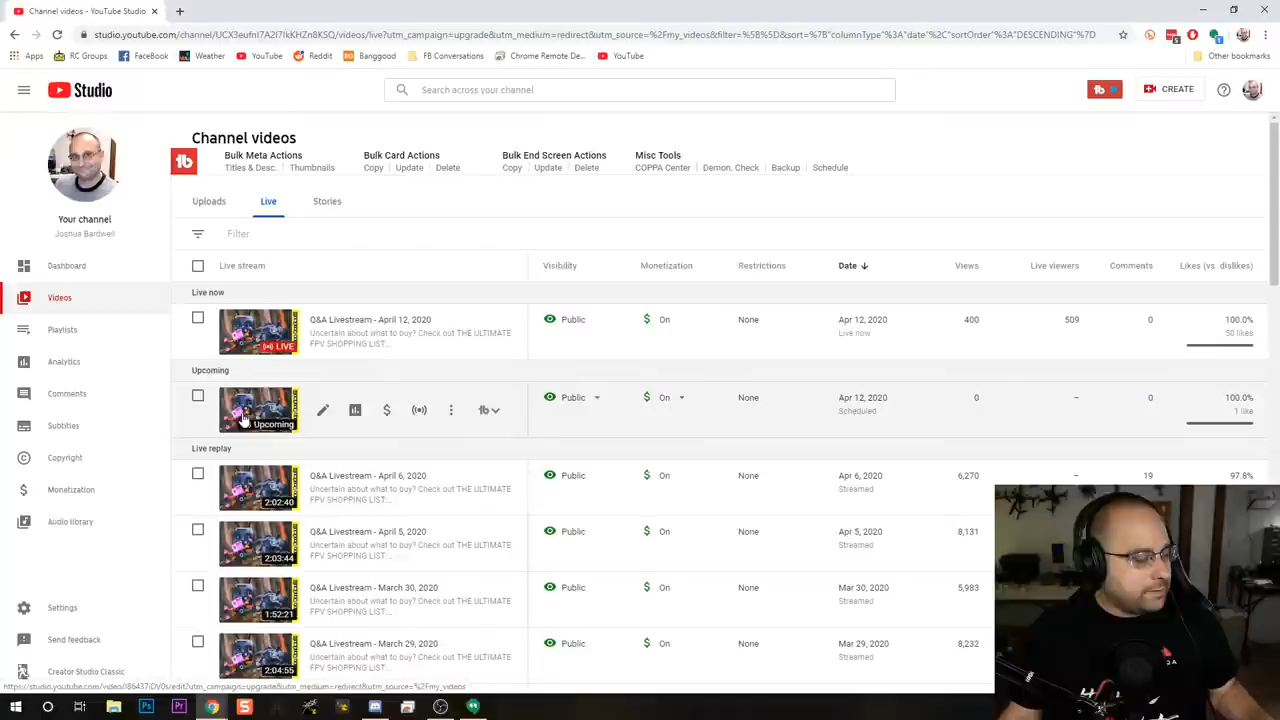 Channel videos - YouTube Studio
studio.youtube.com/channel/UCX3eufnI7A2I7IkKHZn8KSQ/videos/live?utm_campaign=upgrade&utm_medium=redirect&utm_source=%2Fmy_videos&filter=%5B%5D&sort=%7B"columnType"%3A"date"%2C"sortOrder"%3A"DESCENDING"%7D
Apps RC Groups FaceBook Weather YouTube Reddit Banggood FB Conversations Chrome Remote De... YouTube Other bookmarks
Studio Search across your channel tb CREATE
Channel videos
tb Bulk Meta Actions Bulk Card Actions Bulk End Screen Actions Misc Tools
Titles & Desc. Thumbnails Copy Update Delete Copy Update Delete COPPA Center Demon. Check Backup Schedule
Uploads Live Stories
Your channel
Joshua Bardwell
Filter
Dashboard
Videos
Playlists
Analytics
Comments
Subtitles
Copyright
Monetization
Audio library
Settings
Send feedback
Creator Studio Classic
Live stream Visibility Monetization Restrictions Date Views Live viewers Comments Likes (vs. dislikes)
Live now
Q&A Livestream - April 12, 2020 Public $ On None Apr 12, 2020 400 509 0 100.0%
Uncertain about what to buy? Check out THE ULTIMATE Live now 50 likes
FPV SHOPPING LIST:...
LIVE
Upcoming
Public On None Apr 12, 2020 0 – 0 100.0%
Upcoming $ tb Scheduled 1 like
Live replay
Q&A Livestream - April 6, 2020 Public $ On None Apr 6, 2020 6,270 – 19 97.8%
Uncertain about what to buy? Check out THE ULTIMATE Streamed
FPV SHOPPING LIST:...
2:02:40
Q&A Livestream - April 5, 2020 Public $ On None Apr 5, 2020 8,131
Uncertain about what to buy? Check out THE ULTIMATE Streamed
FPV SHOPPING LIST:...
2:03:44
Q&A Livestream - March 30, 2020 Public $ On None Mar 30, 2020 5,983
Uncertain about what to buy? Check out THE ULTIMATE Streamed
FPV SHOPPING LIST:...
1:52:21
Q&A Livestream - March 29, 2020 Public $ On None Mar 29, 2020 8,232
Uncertain about what to buy? Check out THE ULTIMATE Streamed
FPV SHOPPING LIST:...
2:04:55